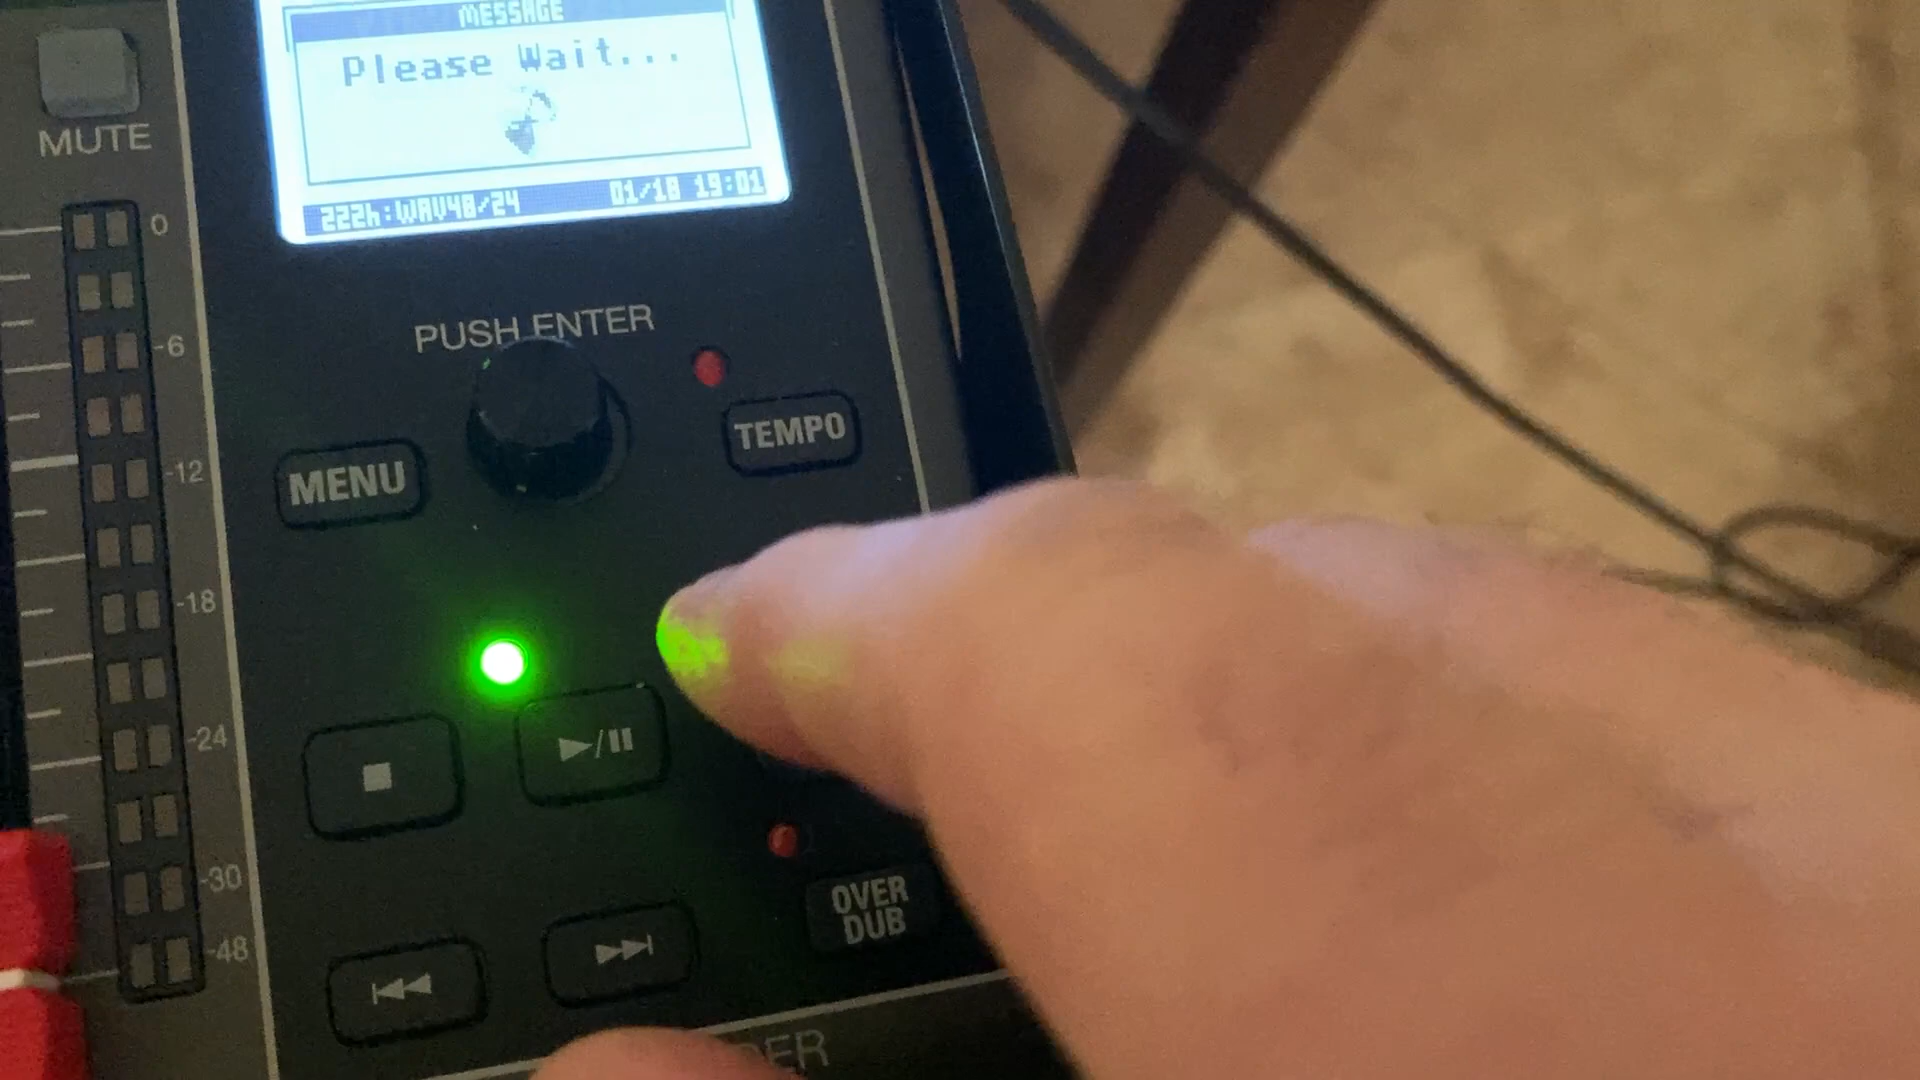 MESSAGE
Please Wait...
222h:WAV48/24 01/18 19:01
MUTE
0
-6
-12
-18
-24
-30
-48
PUSH ENTER
TEMPO
MENU
OVER
DUB